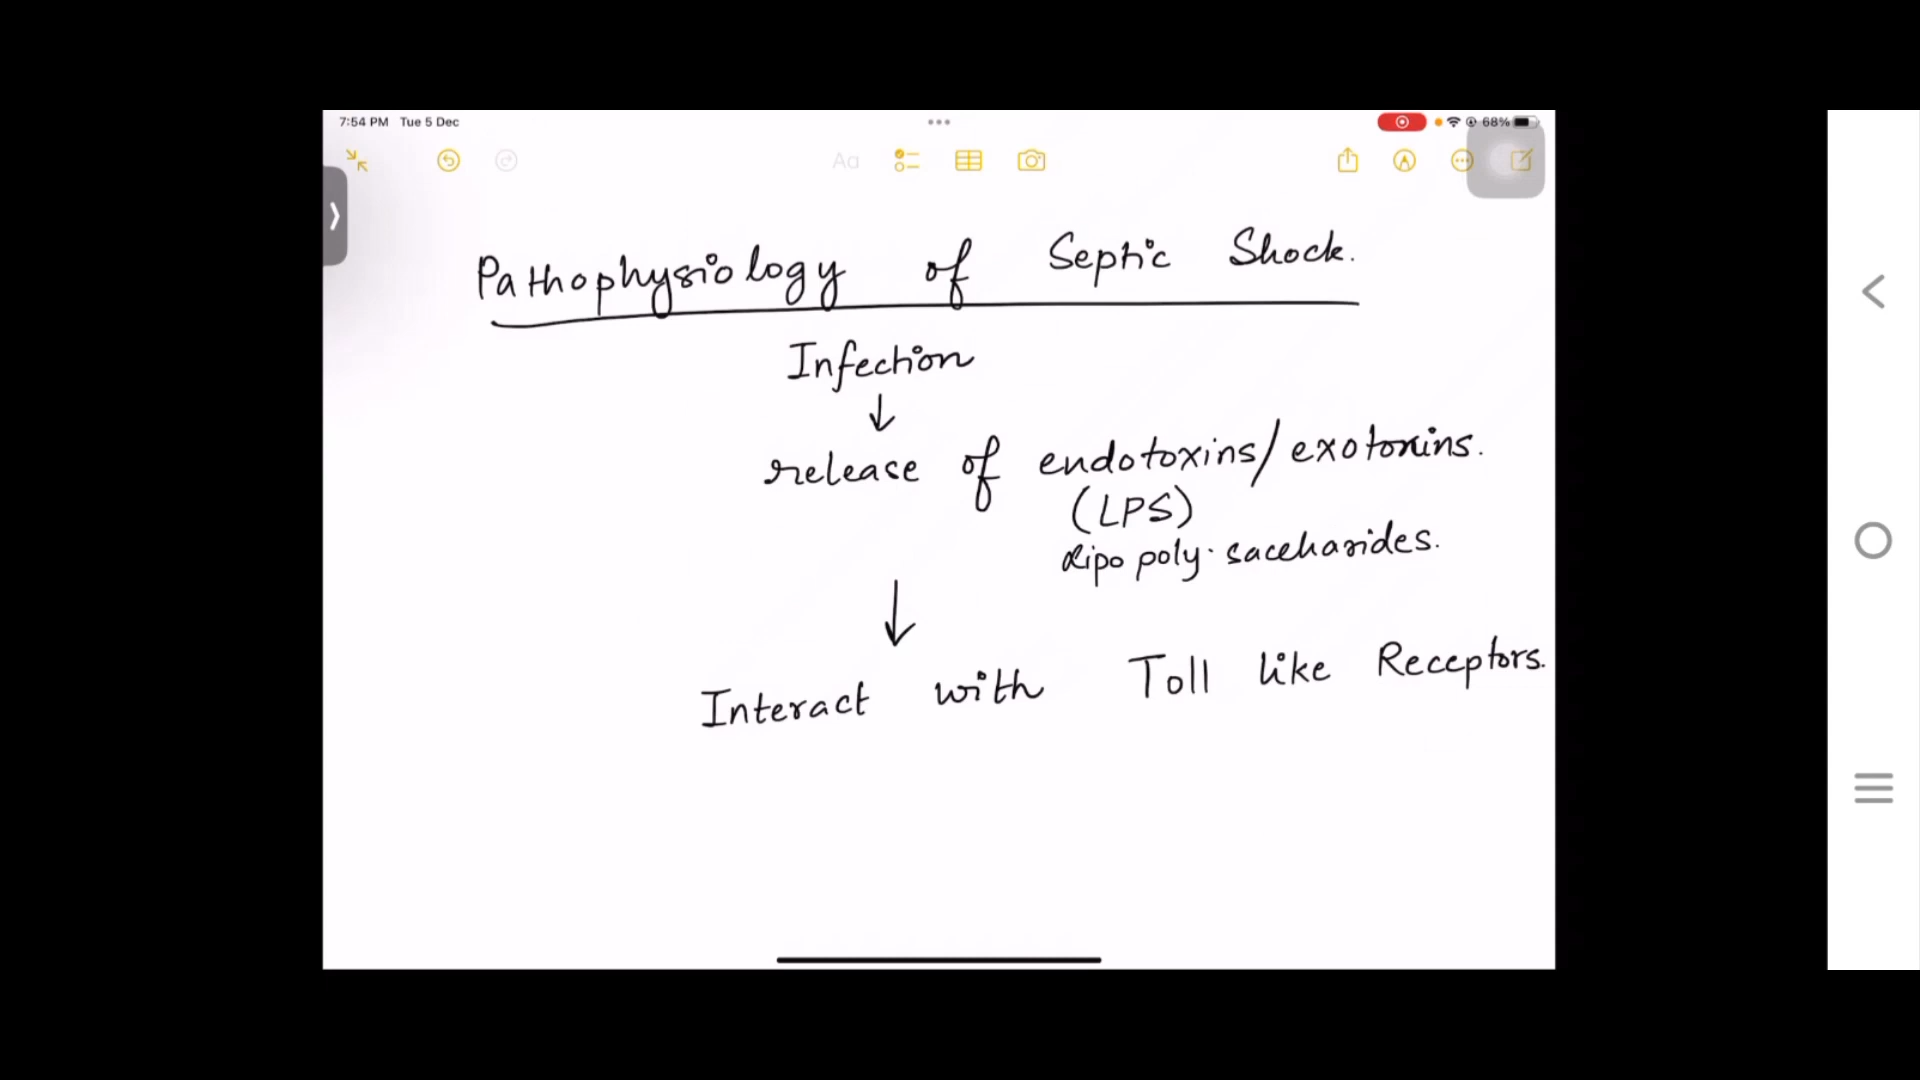 7:54 PM Tue 5 Dec
68%
Aa
Pathophysiology of Septic Shock.
Infection
↓
release of endotoxins/exotoxins.
(LPS)
Lipo poly. saccharides.
↓
Interact with Toll like Receptors.